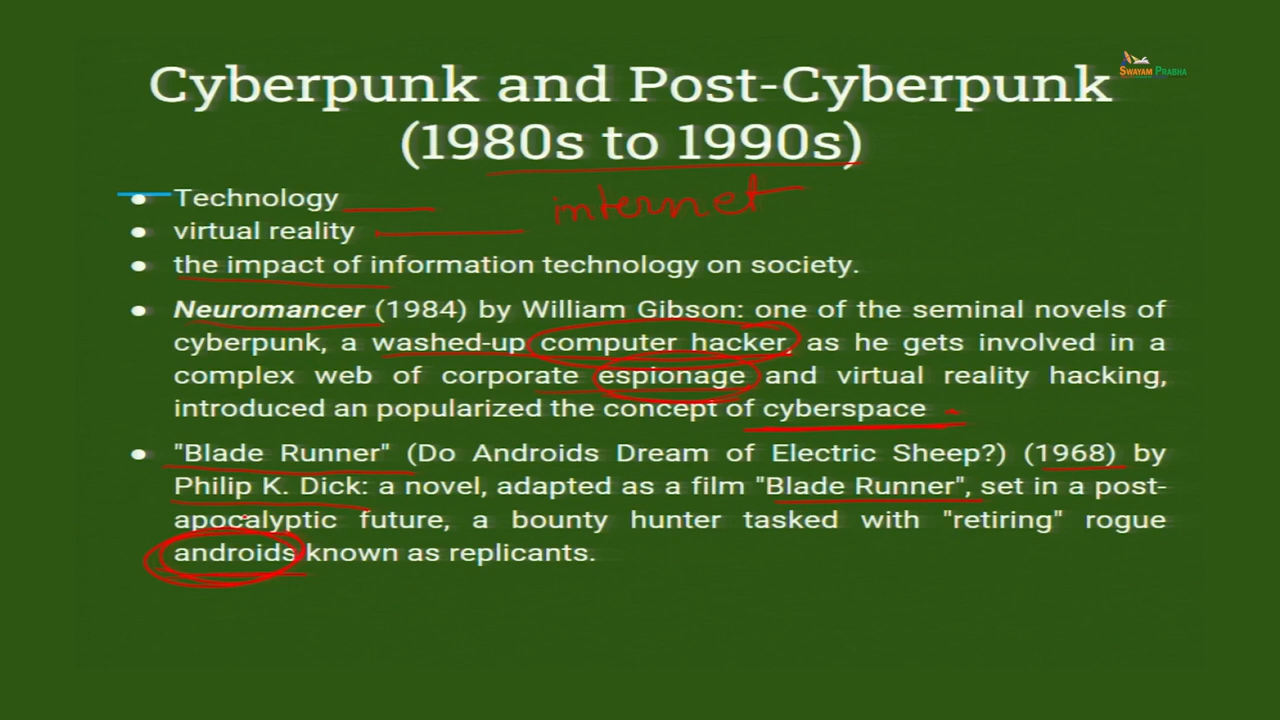 SWAYAM PRABHA
Cyberpunk and Post-Cyberpunk
(1980s to 1990s)
• Technology
internet
• virtual reality
• the impact of information technology on society.
• Neuromancer (1984) by William Gibson: one of the seminal novels of
cyberpunk, a washed-up computer hacker, as he gets involved in a
complex web of corporate espionage and virtual reality hacking,
introduced an popularized the concept of cyberspace
• "Blade Runner" (Do Androids Dream of Electric Sheep?) (1968) by
Philip K. Dick: a novel, adapted as a film "Blade Runner", set in a post-
apocalyptic future, a bounty hunter tasked with "retiring" rogue
androids known as replicants.